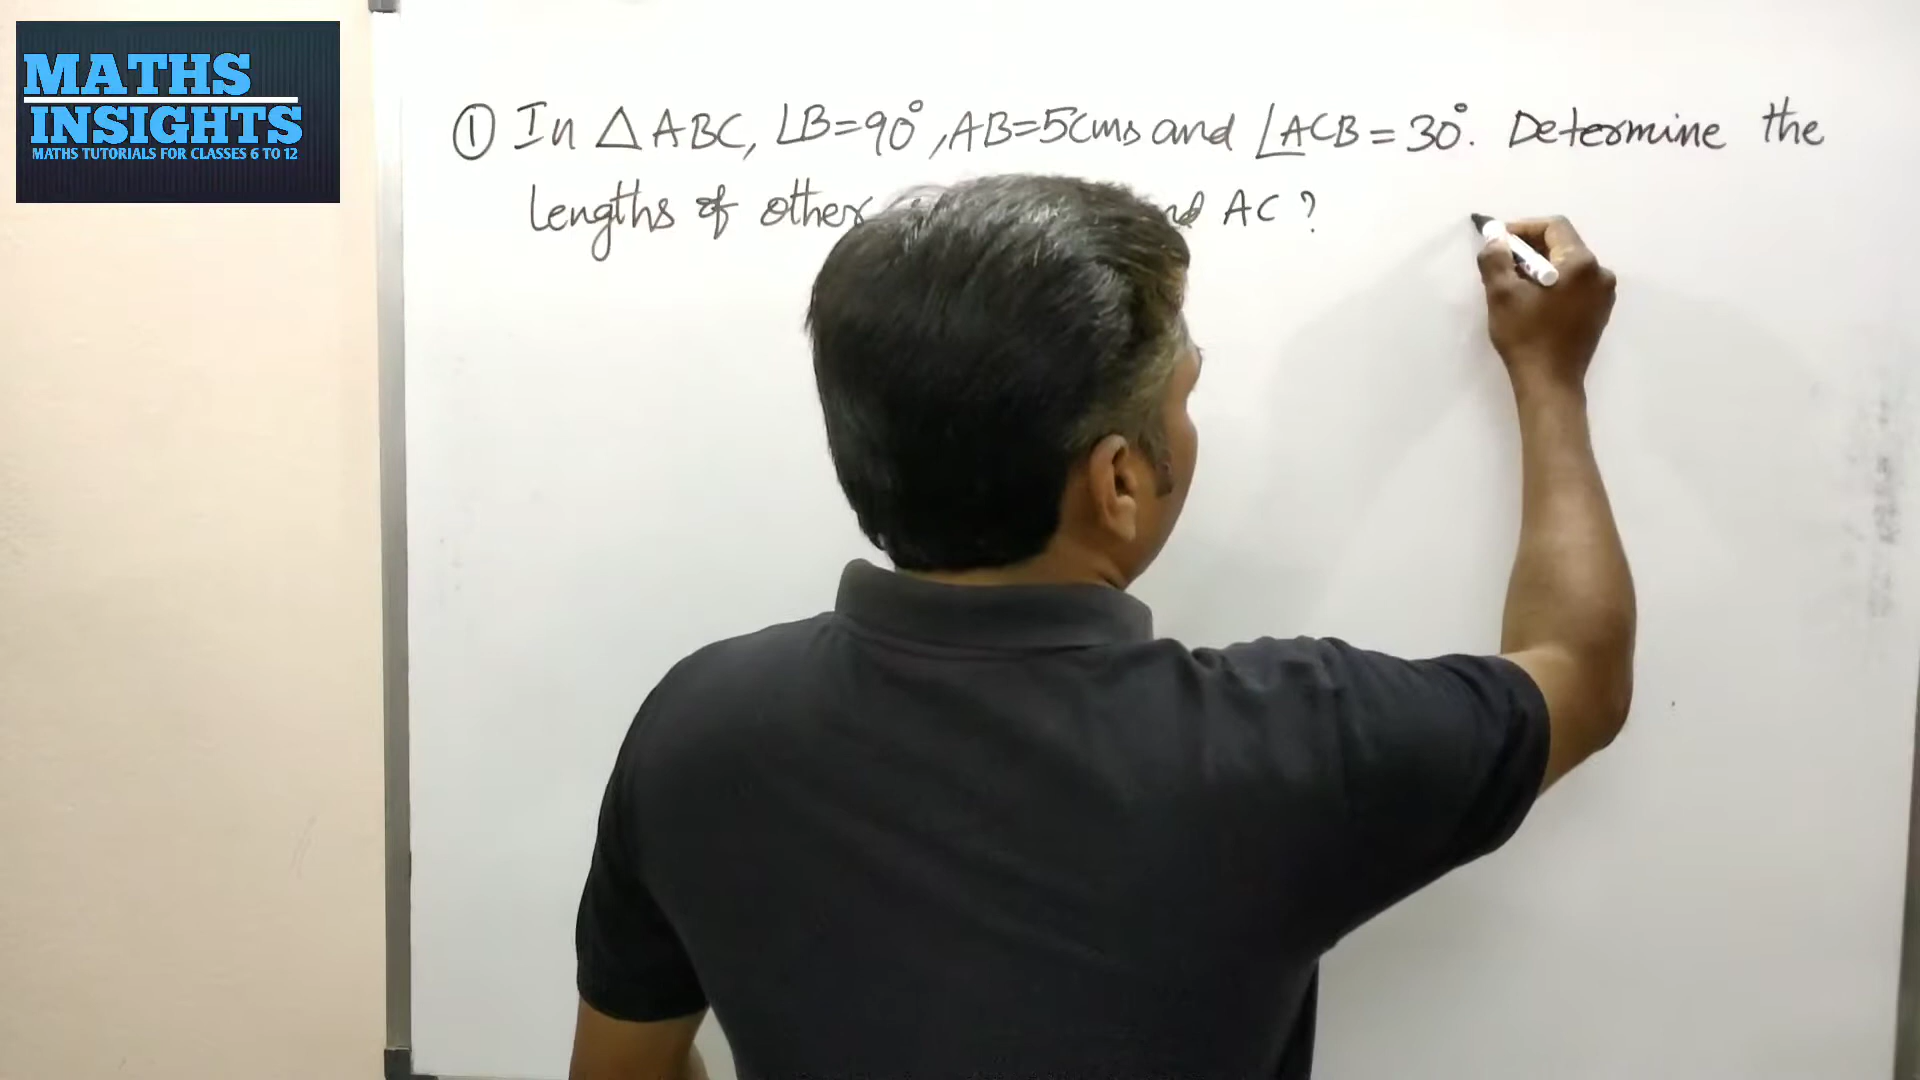 MATHS
INSIGHTS
MATHS TUTORIALS FOR CLASSES 6 TO 12
① In △ABC, ∠B=90°, AB=5cms and ∠ACB=30°. Determine the
lengths of other AC ?